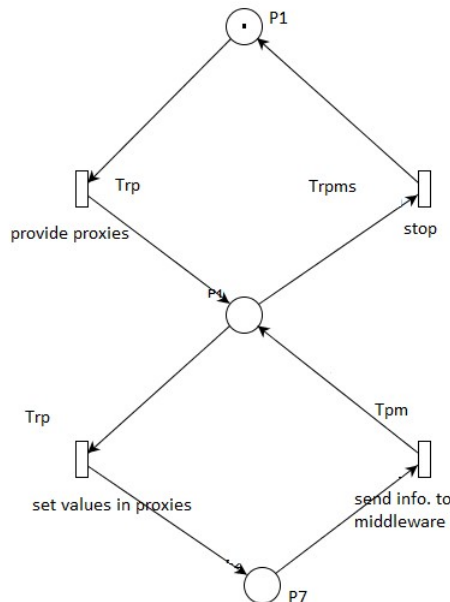 P1
Trp
Trpms
provide proxies
stop
Trp
Tpm
set values in proxies
send info. to
middleware
P7